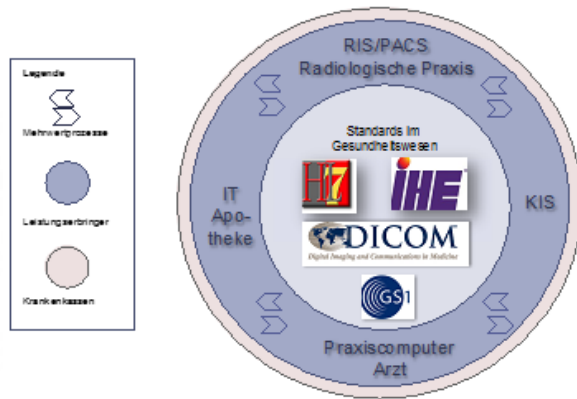 Legende
Mehrwertprozesse
Leistungserbringer
Krankenkassen
RIS/PACS
Radiologische Praxis
Standards im
Gesundheitswesen
HL7
IHE
DICOM
Digital Imaging and Communications in Medicine
GS1
IT
Apo-
theke
KIS
Praxiscomputer
Arzt